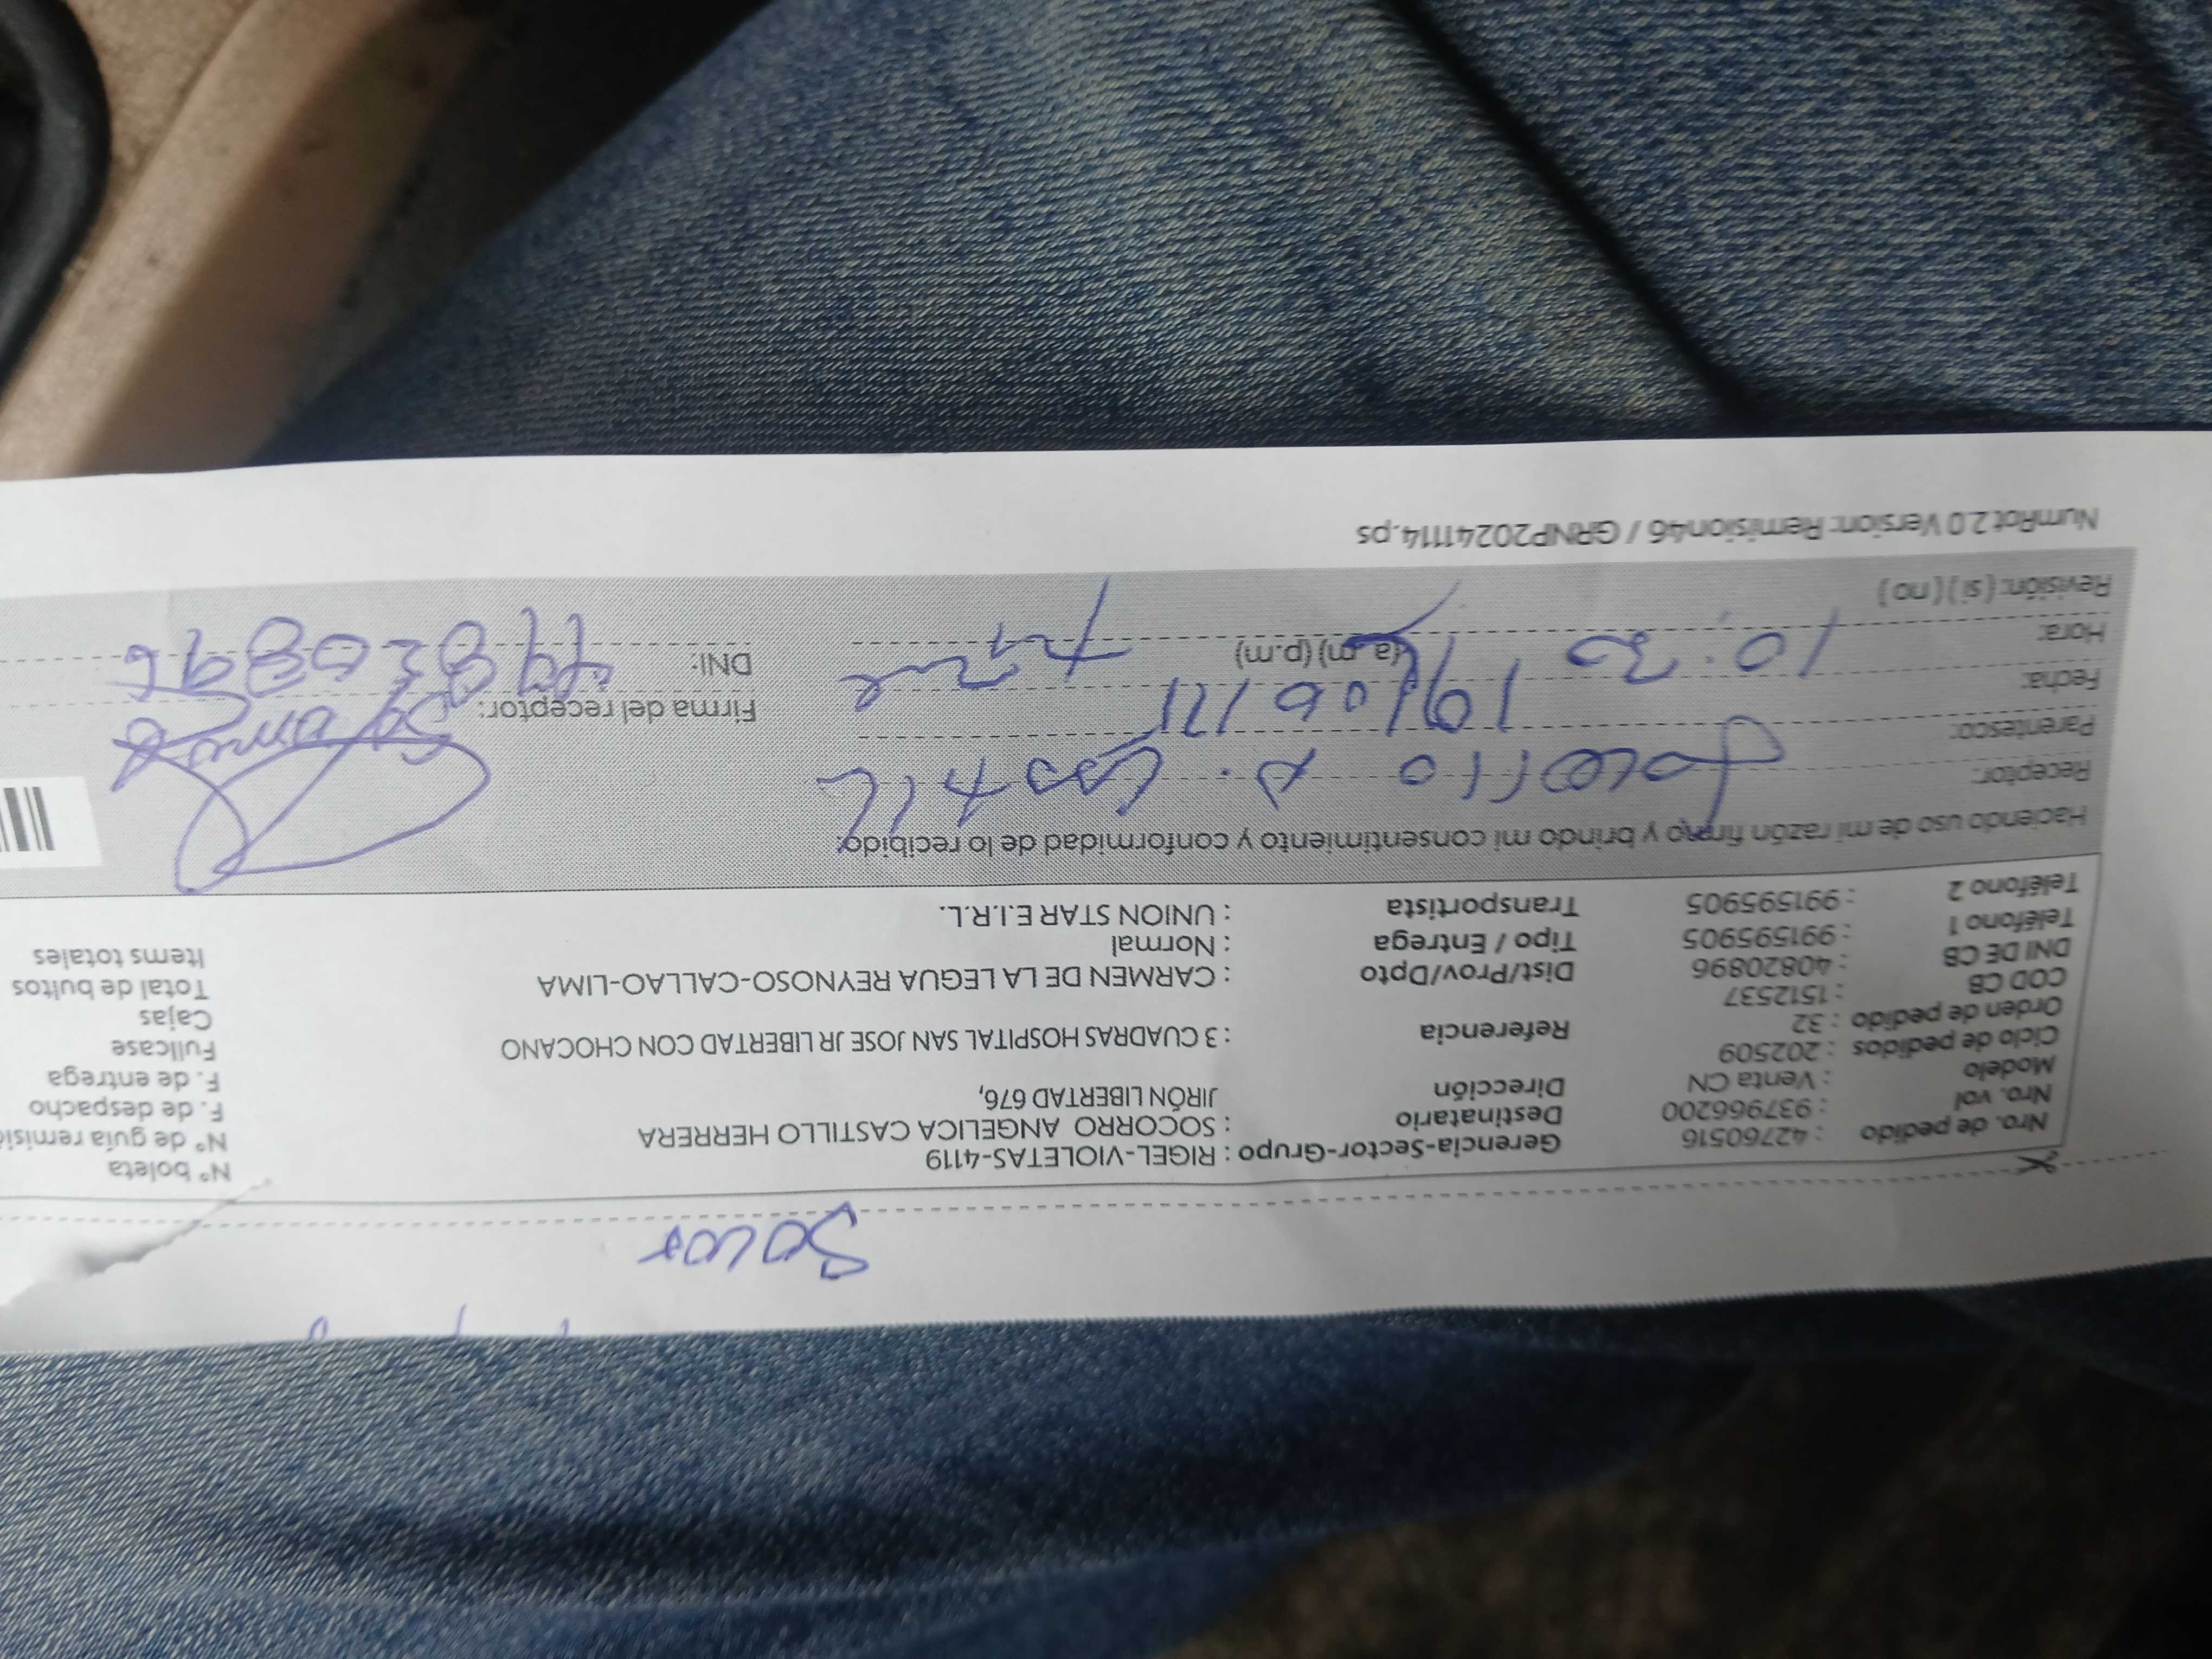 Socor
Nro. de pedido : 42760516 Gerencia-Sector-Grupo : RIGEL-VIOLETAS-4119 N° boleta
Nro. vol : 937966200 Destinatario : SOCORRO ANGELICA CASTILLO HERRERA N° de guía remisi
Modelo : Venta CN Dirección JIRÓN LIBERTAD 676, F. de despacho
Ciclo de pedidos : 202509 F. de entrega
Orden de pedido : 32 Referencia : 3 CUADRAS HOSPITAL SAN JOSE JR LIBERTAD CON CHOCANO Fullcase
COD CB : 1512537 Cajas
DNI DE CB : 40820896 Dist/Prov/Dpto : CARMEN DE LA LEGUA REYNOSO-CALLAO-LIMA Total de bultos
Teléfono 1 : 991595905 Tipo / Entrega : Normal Items totales
Teléfono 2 : 991595905 Transportista : UNION STAR E.I.R.L.
Haciendo uso de mi razón firmo y brindo mi consentimiento y conformidad de lo recibido:
Receptor: Socorro A. Castill
Parentesco: Firma del receptor:
Fecha:
Hora: 10:30 (a.m) (p.m) DNI:
Revisión: ( si ) ( no )
NumRot 2.0 Version: Remision46 / GRNP20241114.ps